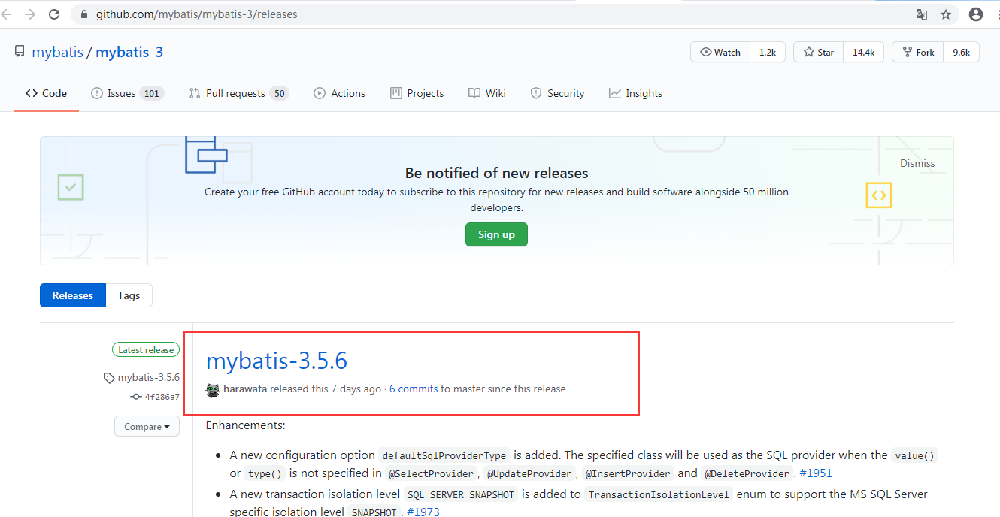 github.com/mybatis/mybatis-3/releases
mybatis / mybatis-3
Watch 1.2k Star 14.4k Fork 9.6k
Code Issues 101 Pull requests 50 Actions Projects Wiki Security Insights
Dismiss
Be notified of new releases
Create your free GitHub account today to subscribe to this repository for new releases and build software alongside 50 million
developers.
Sign up
Releases Tags
Latest release
mybatis-3.5.6
4f286a7
Compare
mybatis-3.5.6
harawata released this 7 days ago · 6 commits to master since this release
Enhancements:
• A new configuration option defaultSqlProviderType is added. The specified class will be used as the SQL provider when the value()
or type() is not specified in @SelectProvider, @UpdateProvider, @InsertProvider and @DeleteProvider. #1951
• A new transaction isolation level SQL_SERVER_SNAPSHOT is added to TransactionIsolationLevel enum to support the MS SQL Server
specific isolation level SNAPSHOT. #1973